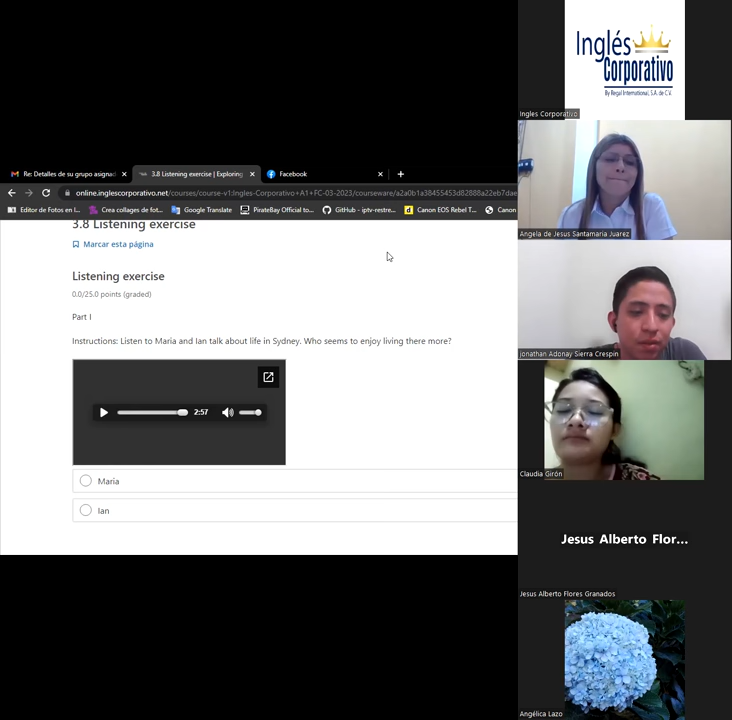 Re: Detalles de su grupo asignad
3.8 Listening exercise | Exploring
Facebook
online.inglescorporativo.net/courses/course-v1:Ingles-Corporativo+A1+FC-03-2023/courseware/a2a0b1a38455453d82888a22eb7dae
Editor de Fotos en l...
Crea collages de fot...
Google Translate
PirateBay Official to...
GitHub - iptv-restre...
Canon EOS Rebel T...
Canon
3.8 Listening exercise
Marcar esta página
Listening exercise
0.0/25.0 points (graded)
Part I
Instructions: Listen to Maria and Ian talk about life in Sydney. Who seems to enjoy living there more?
2:57
Maria
Ian
Inglés
Corporativo
By Regal International, S.A. de C.V.
Ingles Corporativo
Angela de Jesus Santamaria Juarez
jonathan Adonay Sierra Crespin
Claudia Girón
Jesus Alberto Flor...
Jesus Alberto Flores Granados
Angélica Lazo